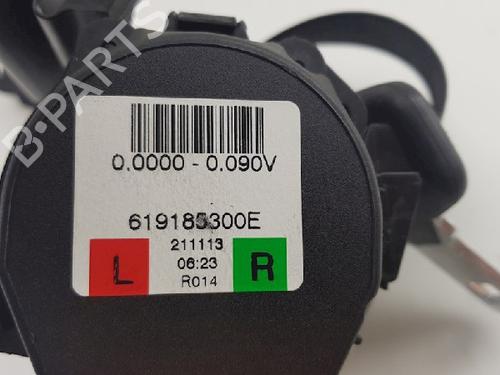 B-PARTS
0.0000 - 0.090V
619185300E
211113
06:23
R014
L
R